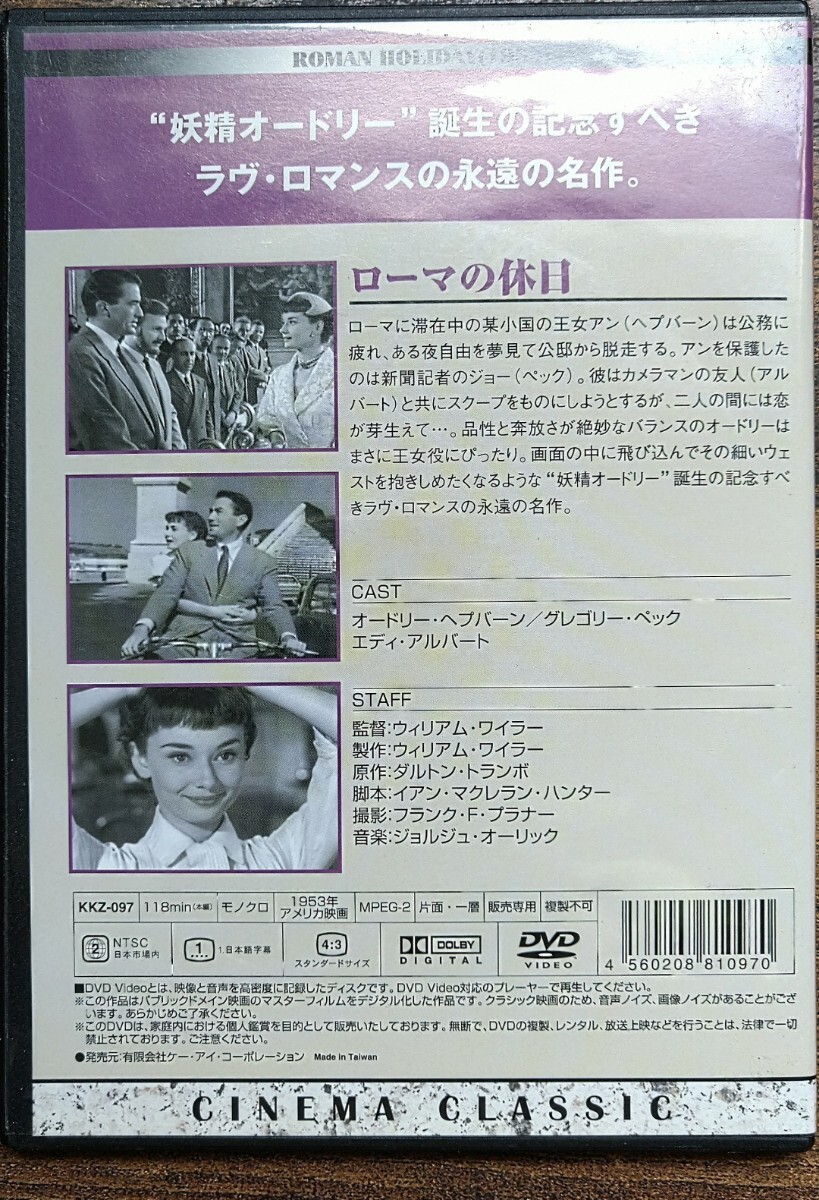 ROMAN HOLIDAY
“妖精オードリー” 誕生の記念すべき
ラヴ・ロマンスの永遠の名作。
ローマの休日
ローマに滞在中の某小国の王女アン（ヘプバーン）は公務に
疲れ、ある夜自由を夢見て公邸から脱走する。アンを保護した
のは新聞記者のジョー（ペック）。彼はカメラマンの友人（アル
バート）と共にスクープをものにしようとするが、二人の間には恋
が芽生えて…。品性と奔放さが絶妙なバランスのオードリーは
まさに王女役にぴったり。画面の中に飛び込んでその細いウェ
ストを抱きしめたくなるような “妖精オードリー” 誕生の記念すべ
きラヴ・ロマンスの永遠の名作。
CAST
オードリー・ヘプバーン／グレゴリー・ペック
エディ・アルバート
STAFF
監督:ウィリアム・ワイラー
製作:ウィリアム・ワイラー
原作:ダルトン・トランボ
脚本:イアン・マクレラン・ハンター
撮影:フランク・F・プラナー
音楽:ジョルジュ・オーリック
KKZ-097 118min（本編） モノクロ 1953年 アメリカ映画 MPEG-2 片面・一層 販売専用 複製不可
2 NTSC 日本市場内 1 1.日本語字幕 4:3 スタンダードサイズ DOLBY DIGITAL DVD VIDEO
4 560208 810970
■DVD Videoとは、映像と音声を高密度に記録したディスクです。DVD Video対応のプレーヤーで再生してください。
※この作品はパブリックドメイン映画のマスターフィルムをデジタル化した作品です。クラシック映画のため、音声ノイズ、画像ノイズがあることがござ
います。あらかじめご了承ください。
※このDVDは、家庭内における個人鑑賞を目的として販売いたしております。無断で、DVDの複製、レンタル、放送上映などを行うことは、法律で一切
禁止されております。ご注意ください。
●発売元:有限会社ケー・アイ・コーポレーション Made in Taiwan
CINEMA CLASSIC